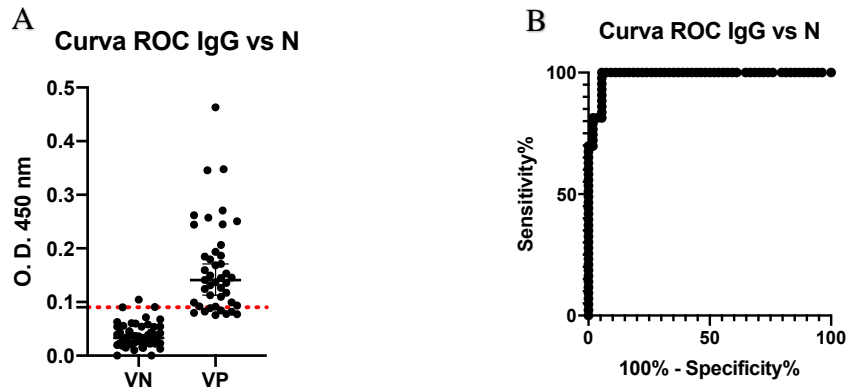 A
Curva ROC IgG vs N
O. D. 450 nm
0.5
0.4
0.3
0.2
0.1
0.0
VN VP
B
Curva ROC IgG vs N
Sensitivity%
100
50
0
0 50 100
100% - Specificity%